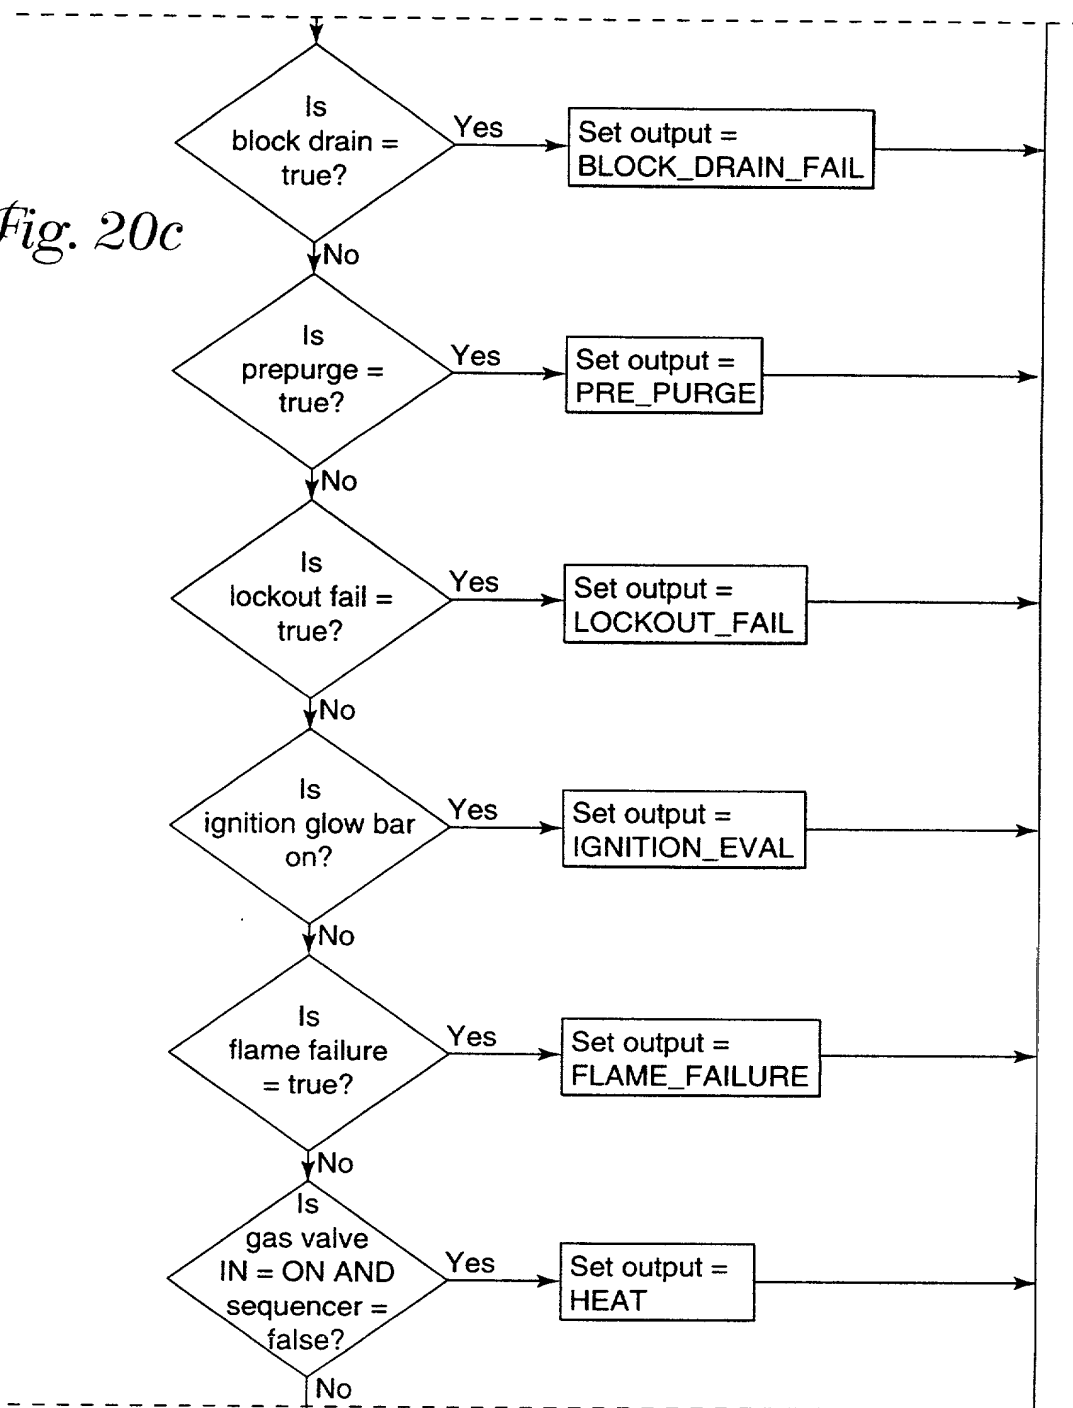 Is
block drain =
true?
Yes
Set output =
BLOCK_DRAIN_FAIL
Fig. 20c
No
Is
prepurge =
true?
Yes
Set output =
PRE_PURGE
No
Is
lockout fail =
true?
Yes
Set output =
LOCKOUT_FAIL
No
Is
ignition glow bar
on?
Yes
Set output =
IGNITION_EVAL
No
Is
flame failure
= true?
Yes
Set output =
FLAME_FAILURE
No
Is
gas valve
IN = ON AND
sequencer =
false?
Yes
Set output =
HEAT
No